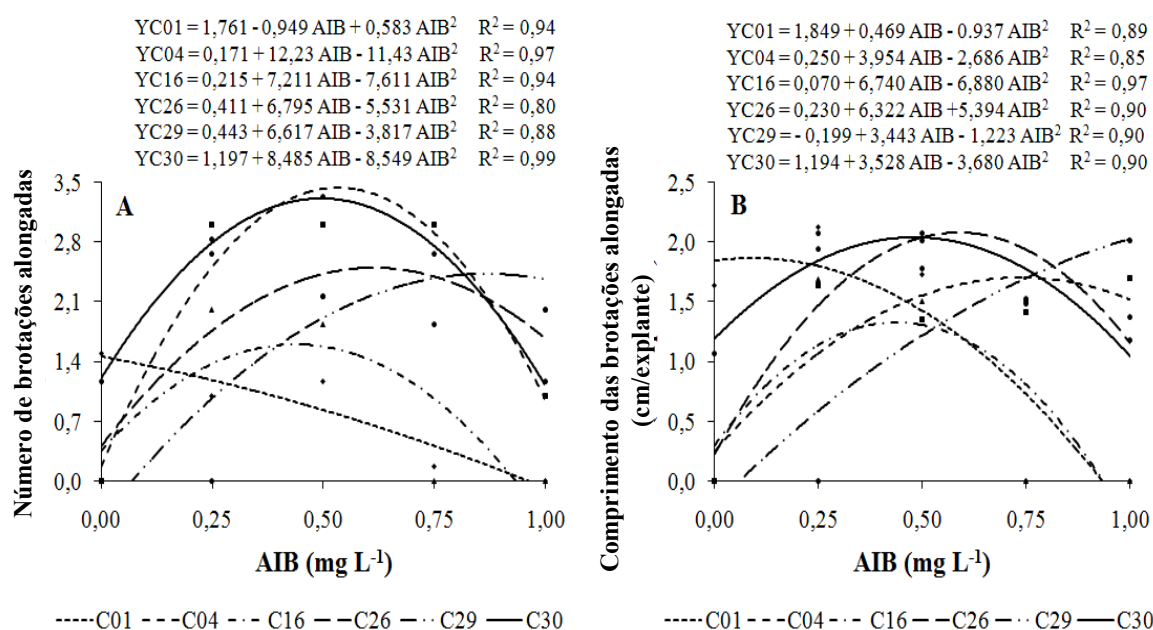 YC01 = 1,761 - 0,949 AIB + 0,583 AIB² R² = 0,94
YC04 = 0,171 + 12,23 AIB - 11,43 AIB² R² = 0,97
YC16 = 0,215 + 7,211 AIB - 7,611 AIB² R² = 0,94
YC26 = 0,411 + 6,795 AIB - 5,531 AIB² R² = 0,80
YC29 = 0,443 + 6,617 AIB - 3,817 AIB² R² = 0,88
YC30 = 1,197 + 8,485 AIB - 8,549 AIB² R² = 0,99
A
Número de brotações alongadas
3,5
2,8
2,1
1,4
0,7
0,0
0,00 0,25 0,50 0,75 1,00
AIB (mg L⁻¹)
C01 C04 C16 C26 C29 C30
YC01 = 1,849 + 0,469 AIB - 0.937 AIB² R² = 0,89
YC04 = 0,250 + 3,954 AIB - 2,686 AIB² R² = 0,85
YC16 = 0,070 + 6,740 AIB - 6,880 AIB² R² = 0,97
YC26 = 0,230 + 6,322 AIB + 5,394 AIB² R² = 0,90
YC29 = - 0,199 + 3,443 AIB - 1,223 AIB² R² = 0,90
YC30 = 1,194 + 3,528 AIB - 3,680 AIB² R² = 0,90
B
Comprimento das brotações alongadas
(cm/explante)
2,5
2,0
1,5
1,0
0,5
0,0
0,00 0,25 0,50 0,75 1,00
AIB (mg L⁻¹)
C01 C04 C16 C26 C29 C30